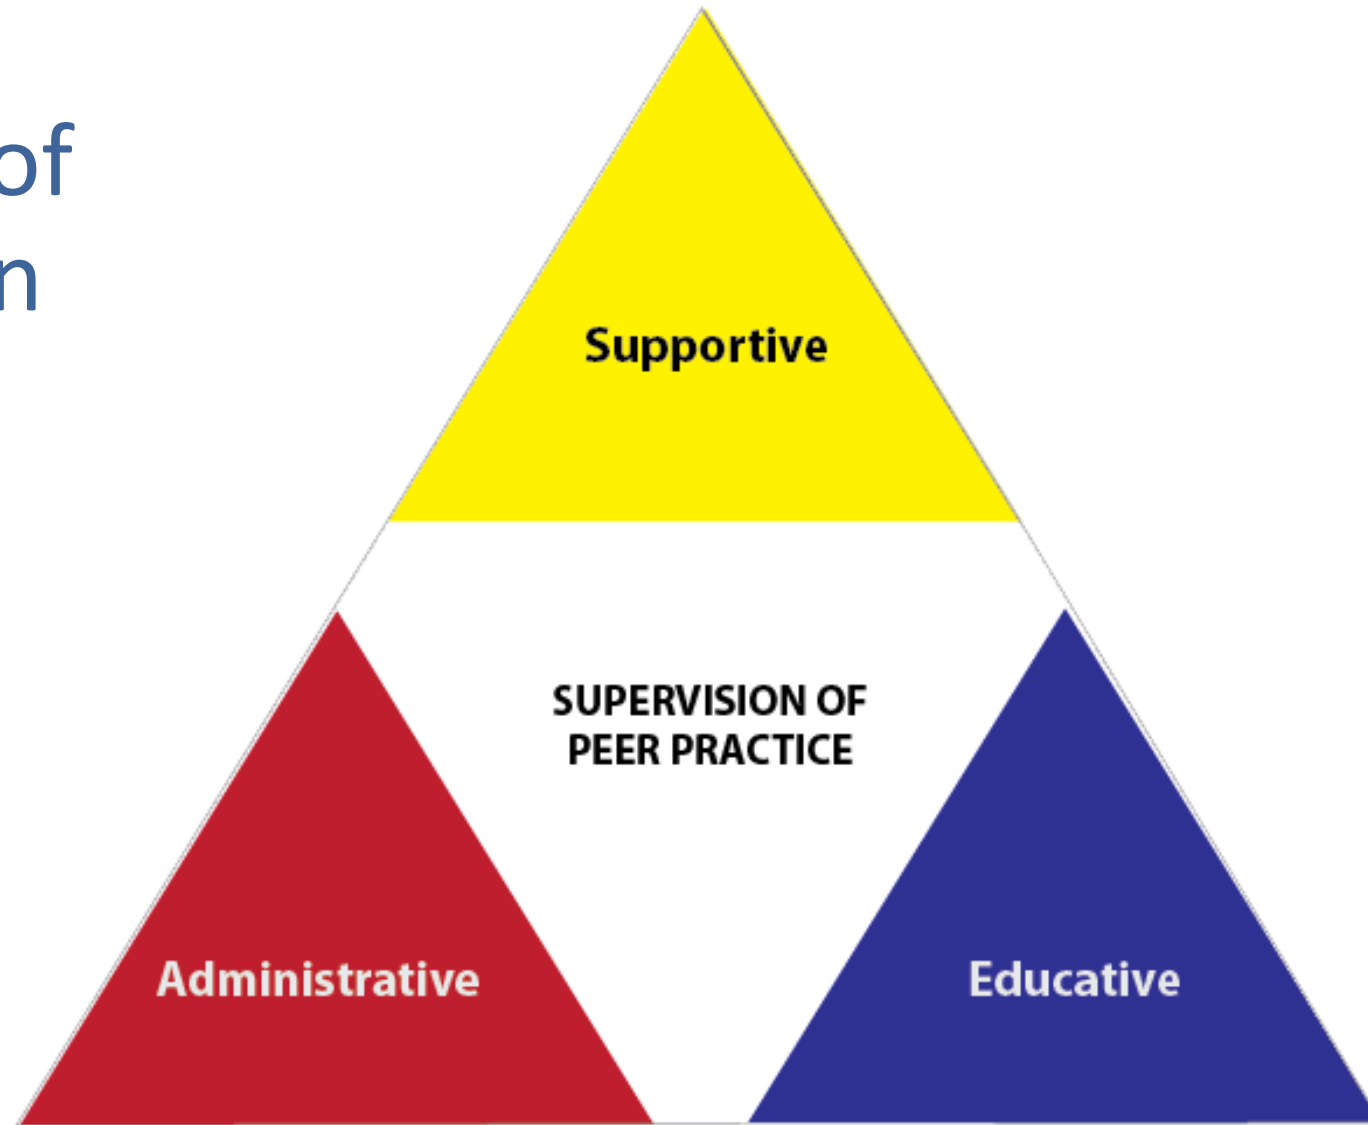 of
n
Supportive
SUPERVISION OF
PEER PRACTICE
Administrative
Educative